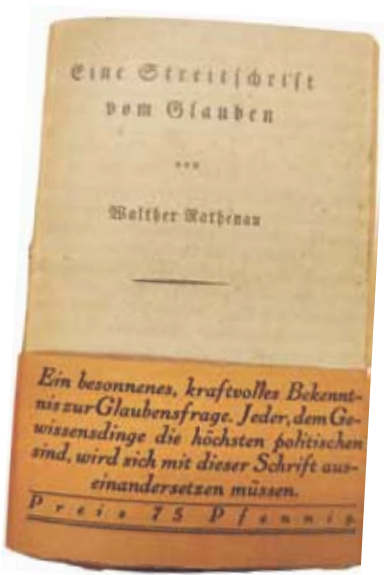 Eine Streitschrift
vom Glauben
von
Walther Rathenau
Ein besonnenes, kraftvolles Bekennt-
nis zur Glaubensfrage. Jeder, dem Ge-
wissensdinge die höchsten politischen
sind, wird sich mit dieser Schrift aus-
einandersetzen müssen.
Preis 75 Pfennig